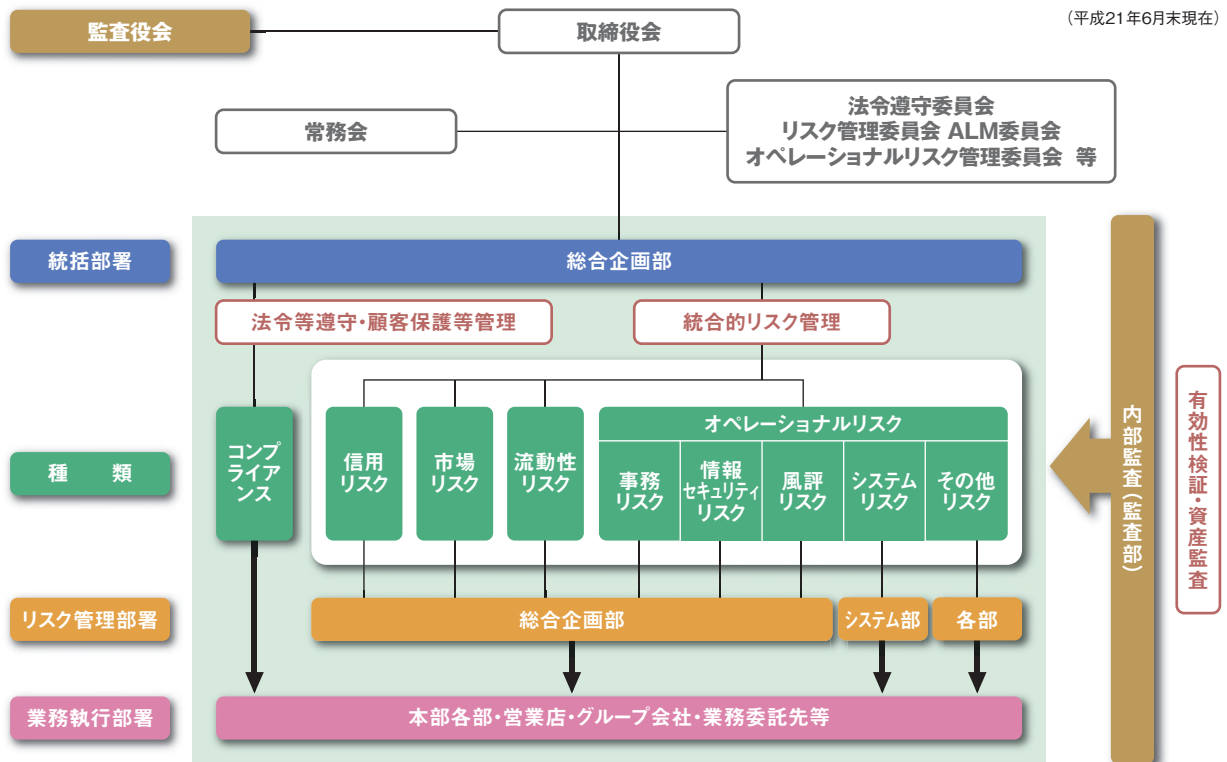 監査役会
取締役会
(平成21年6月末現在)
常務会
法令遵守委員会
リスク管理委員会 ALM委員会
オペレーショナルリスク管理委員会 等
統括部署
総合企画部
法令等遵守・顧客保護等管理
統合的リスク管理
種 類
コンプ
ライア
ンス
信用
リスク
市場
リスク
流動性
リスク
オペレーショナルリスク
事務
リスク
情報
セキュリティ
リスク
風評
リスク
システム
リスク
その他
リスク
内部監査(監査部)
有効性検証・資産監査
リスク管理部署
総合企画部
システム部
各部
業務執行部署
本部各部・営業店・グループ会社・業務委託先等